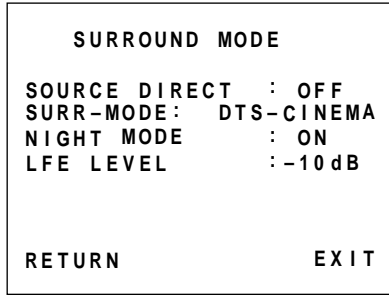 SURROUND MODE
SOURCE DIRECT : OFF
SURR-MODE: DTS-CINEMA
NIGHT MODE : ON
LFE LEVEL :-10dB
RETURN EXIT